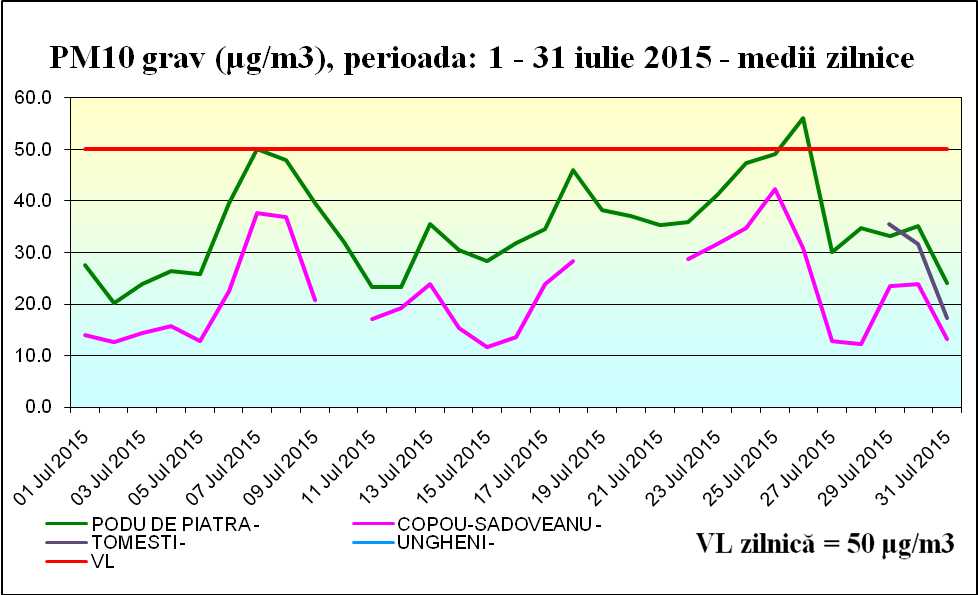 PM10 grav (µg/m3), perioada: 1 - 31 iulie 2015 - medii zilnice
60.0
50.0
40.0
30.0
20.0
10.0
0.0
01 Jul 2015
03 Jul 2015
05 Jul 2015
07 Jul 2015
09 Jul 2015
11 Jul 2015
13 Jul 2015
15 Jul 2015
17 Jul 2015
19 Jul 2015
21 Jul 2015
23 Jul 2015
25 Jul 2015
27 Jul 2015
29 Jul 2015
31 Jul 2015
PODU DE PIATRA -
COPOU-SADOVEANU -
TOMESTI -
UNGHENI -
VL
VL zilnică = 50 µg/m3